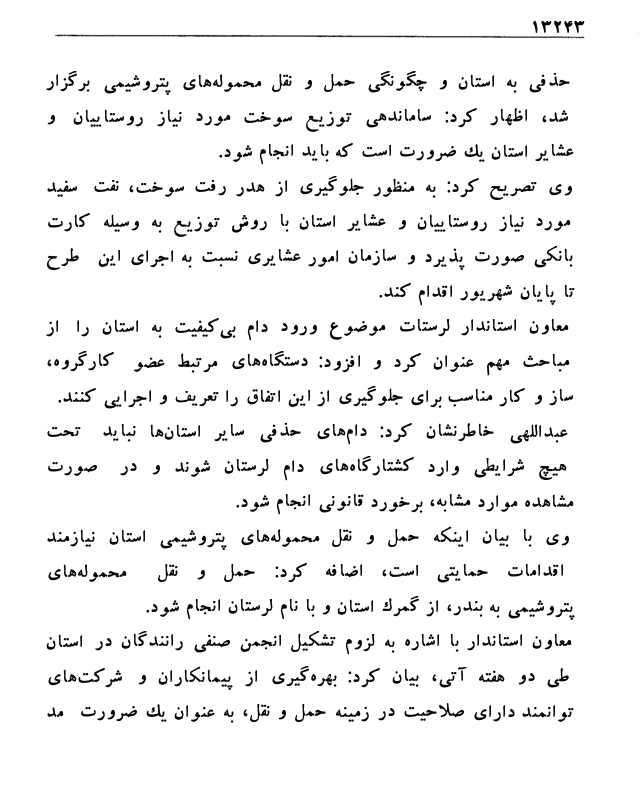 ۱۳۲۴۳
حذفی به استان و چگونگی حمل و نقل محموله‌های پتروشیمی برگزار
شد، اظهار کرد: ساماندهی توزیع سوخت مورد نیاز روستاییان و
عشایر استان یك ضرورت است که باید انجام شود.
وی تصریح کرد: به منظور جلوگیری از هدر رفت سوخت، نفت سفید
مورد نیاز روستاییان و عشایر استان با روش توزیع به وسیله کارت
بانکی صورت پذیرد و سازمان امور عشایری نسبت به اجرای این طرح
تا پایان شهریور اقدام کند.
معاون استاندار لرستات موضوع ورود دام بی‌کیفیت به استان را از
مباحث مهم عنوان کرد و افزود: دستگاه‌های مرتبط عضو کارگروه،
ساز و کار مناسب برای جلوگیری از این اتفاق را تعریف و اجرایی کنند.
عبداللهی خاطرنشان کرد: دام‌های حذفی سایر استان‌ها نباید تحت
هیچ شرایطی وارد کشتارگاه‌های دام لرستان شوند و در صورت
مشاهده موارد مشابه، برخورد قانونی انجام شود.
وی با بیان اینکه حمل و نقل محموله‌های پتروشیمی استان نیازمند
اقدامات حمایتی است، اضافه کرد: حمل و نقل محموله‌های
پتروشیمی به بندر، از گمرك استان و با نام لرستان انجام شود.
معاون استاندار با اشاره به لزوم تشکیل انجمن صنفی رانندگان در استان
طی دو هفته آتی، بیان کرد: بهره‌گیری از پیمانکاران و شرکت‌های
توانمند دارای صلاحیت در زمینه حمل و نقل، به عنوان یك ضرورت مد